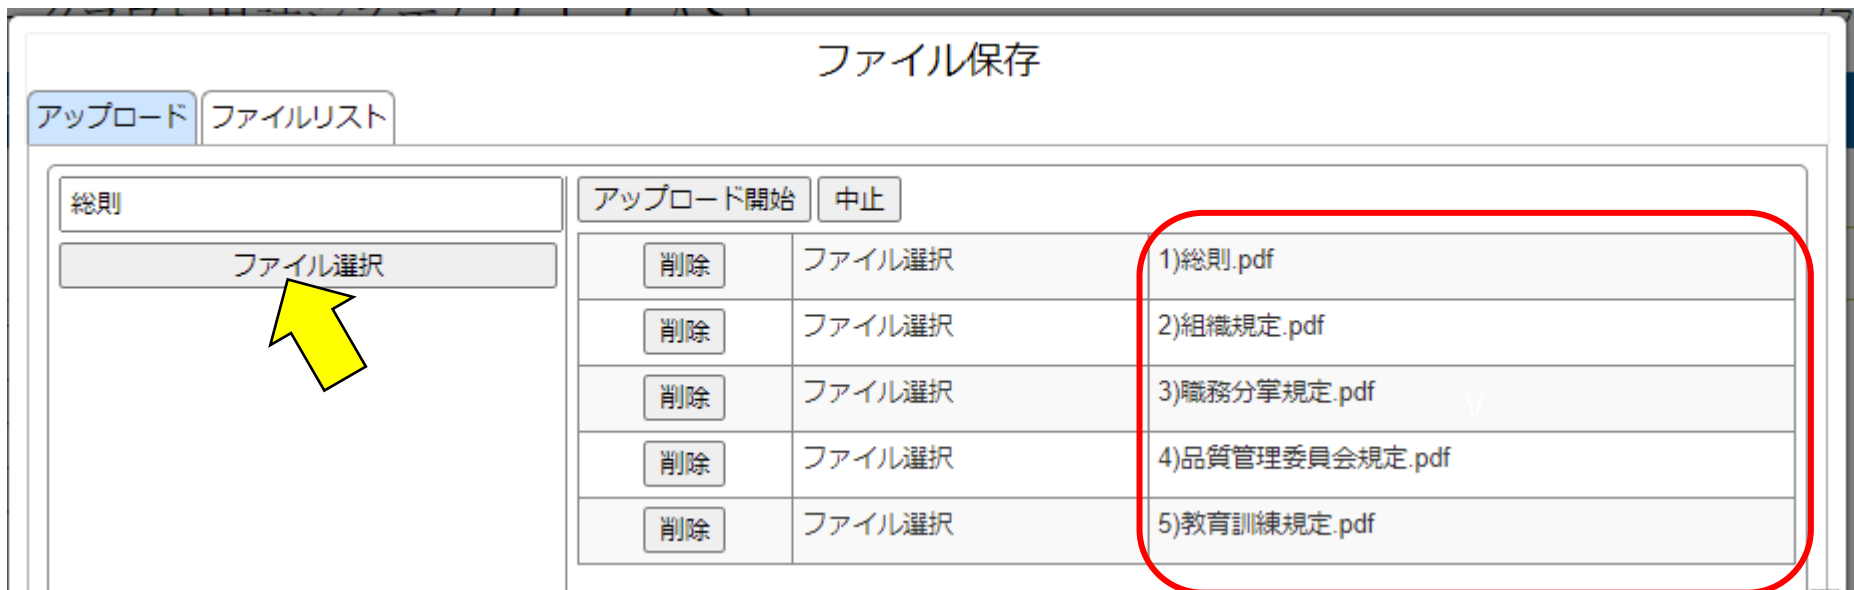 ファイル保存
アップロード ファイルリスト
総則
ファイル選択
アップロード開始 中止
削除 ファイル選択 1)総則.pdf
削除 ファイル選択 2)組織規定.pdf
削除 ファイル選択 3)職務分掌規定.pdf
削除 ファイル選択 4)品質管理委員会規定.pdf
削除 ファイル選択 5)教育訓練規定.pdf